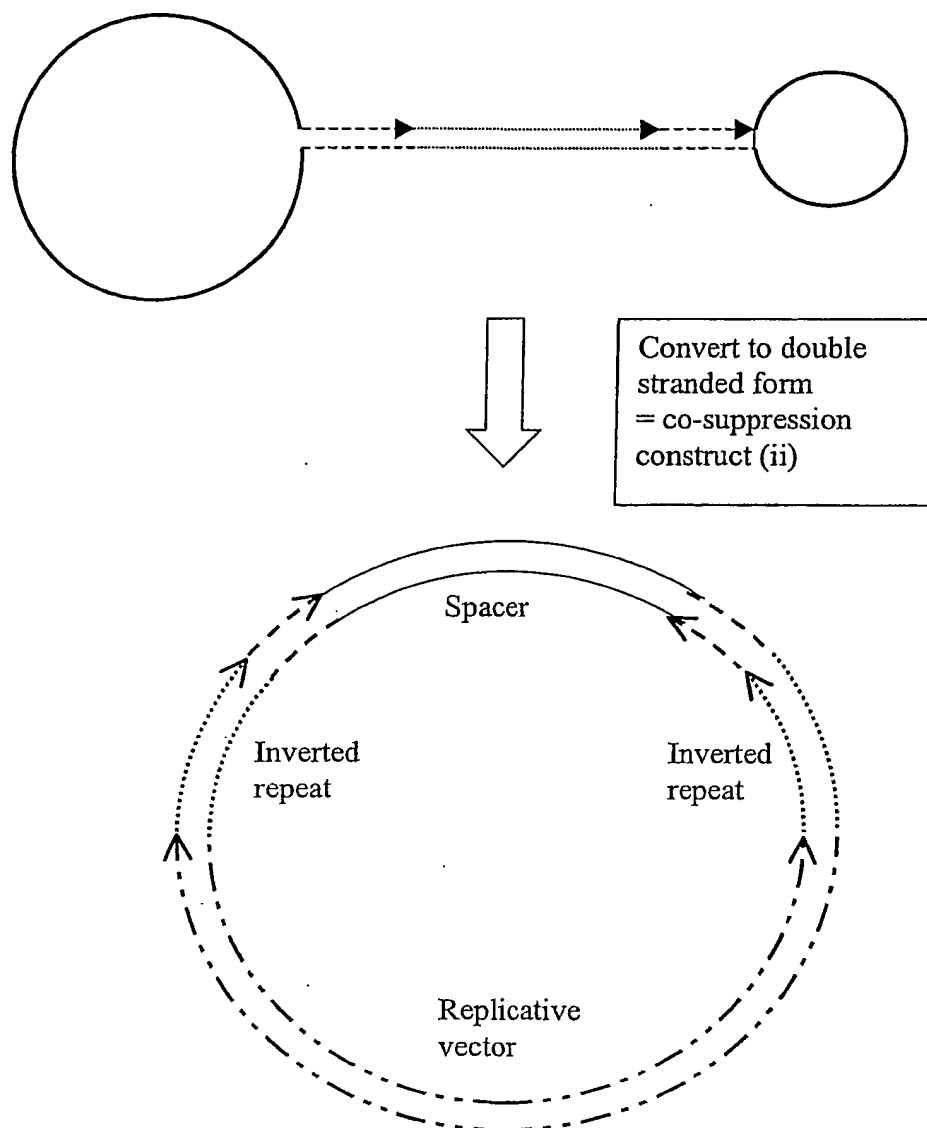 Convert to double
stranded form
= co-suppression
construct (ii)
Spacer
Inverted
repeat
Inverted
repeat
Replicative
vector